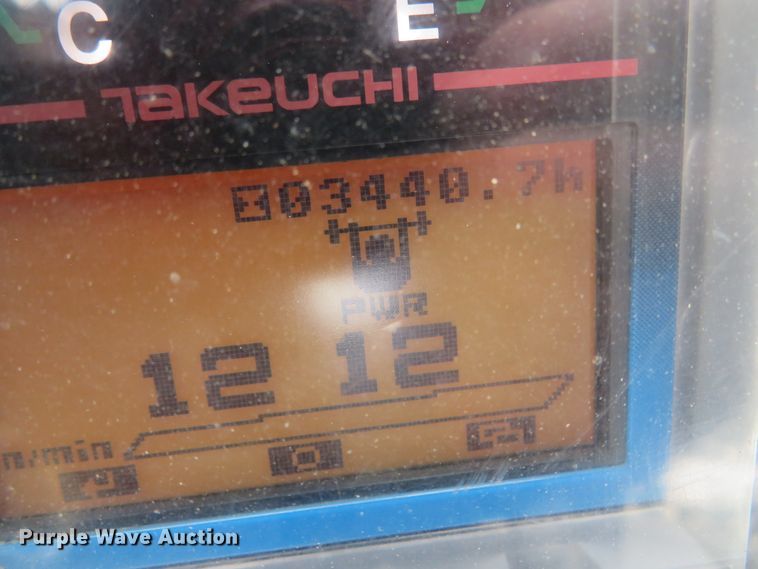 C E
TAKEUCHI
03440.7h
PWR
12 12
n/min
Purple Wave Auction